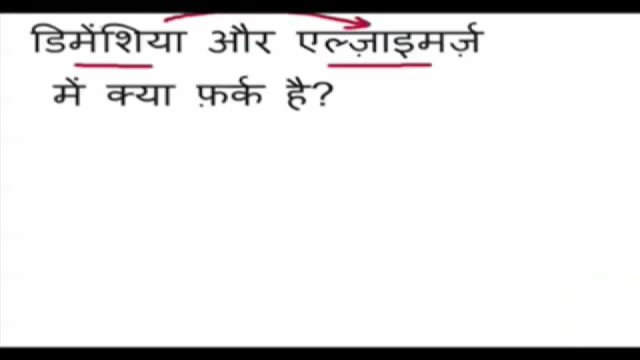 डिमेंशिया और एल्ज़ाइमर्ज़
में क्या फ़र्क है?